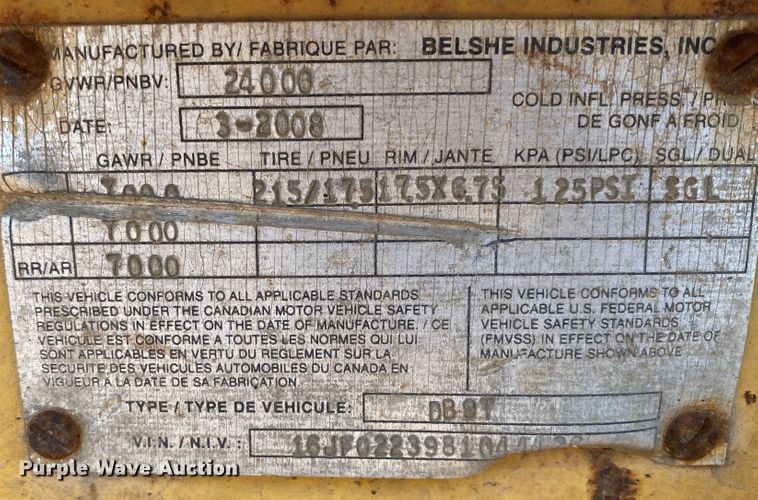 MANUFACTURED BY/ FABRIQUE PAR: BELSHE INDUSTRIES, INC
GVWR/PNBV: 24000
COLD INFL. PRESS. /
DATE: 3-2008 DE GONF A FROID
GAWR / PNBE TIRE / PNEU RIM / JANTE KPA (PSI/LPC) SGL / DUAL
7000 215/17.5 17.5X6.75 125PSI SGL
7000
RR/AR 7000
THIS VEHICLE CONFORMS TO ALL APPLICABLE STANDARDS
PRESCRIBED UNDER THE CANADIAN MOTOR VEHICLE SAFETY
REGULATIONS IN EFFECT ON THE DATE OF MANUFACTURE. / CE
VEHICULE EST CONFORME A TOUTES LES NORMES QUI LUI
SONT APPLICABLES EN VERTU DU REGLEMENT SUR LA
SECURITE DES VEHICULES AUTOMOBILES DU CANADA EN
VIGUEUR A LA DATE DE SA FABRICATION.
THIS VEHICLE CONFORMS TO ALL
APPLICABLE U.S. FEDERAL MOTOR
VEHICLE SAFETY STANDARDS
(FMVSS) IN EFFECT ON THE DATE OF
MANUFACTURE SHOWN ABOVE
TYPE / TYPE DE VEHICULE: DB9T
V.I.N. / N.I.V. :
Purple Wave Auction